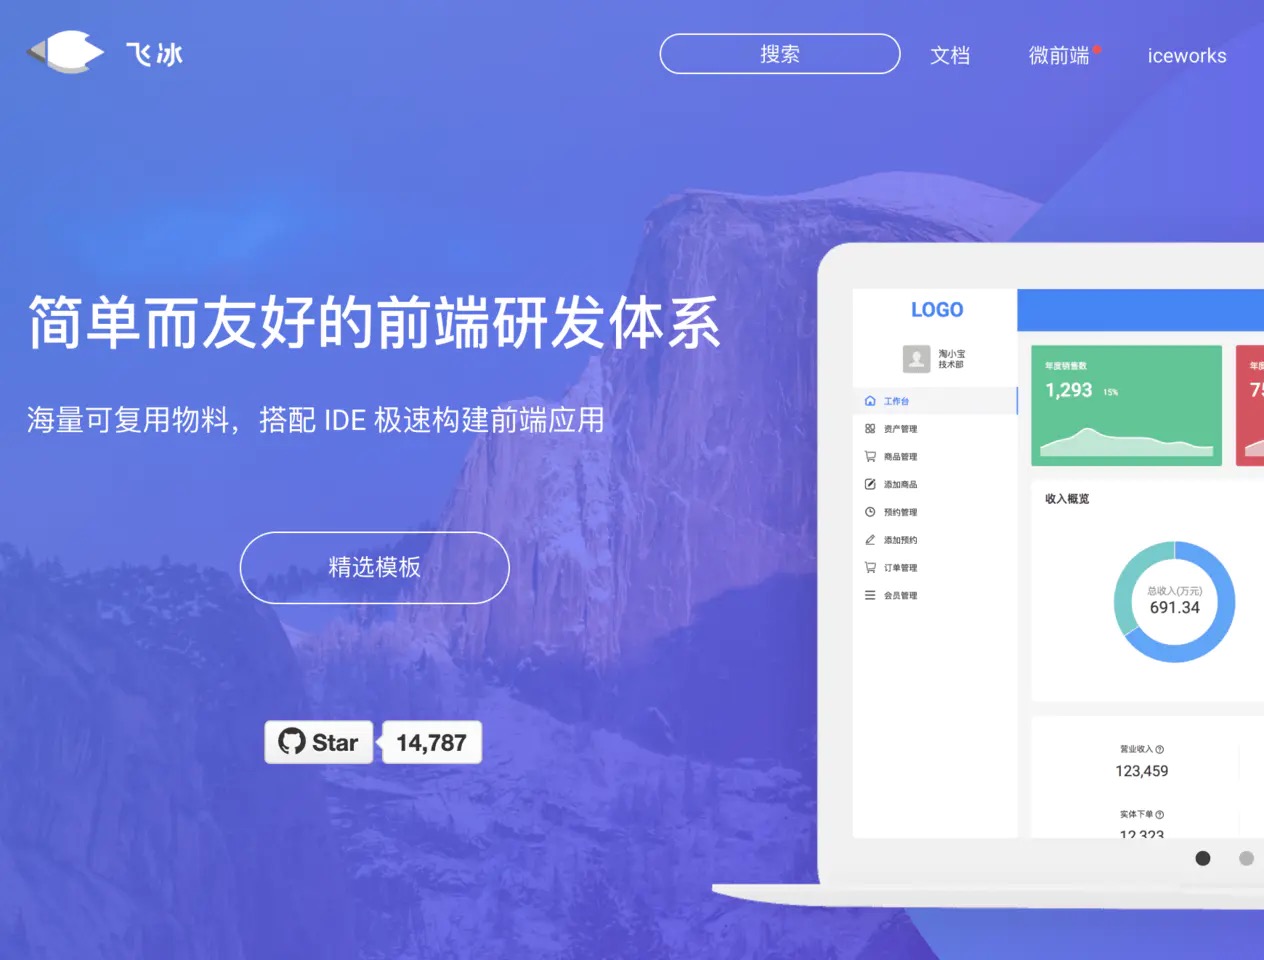 飞冰
搜索
文档
微前端
iceworks
简单而友好的前端研发体系
海量可复用物料，搭配 IDE 极速构建前端应用
精选模板
Star
14,787
LOGO
淘小宝
技术部
工作台
资产管理
商品管理
添加商品
预约管理
添加预约
订单管理
会员管理
年度销售数
1,293 15%
收入概览
总收入(万元)
691.34
营业收入
123,459
实体下单
12,323